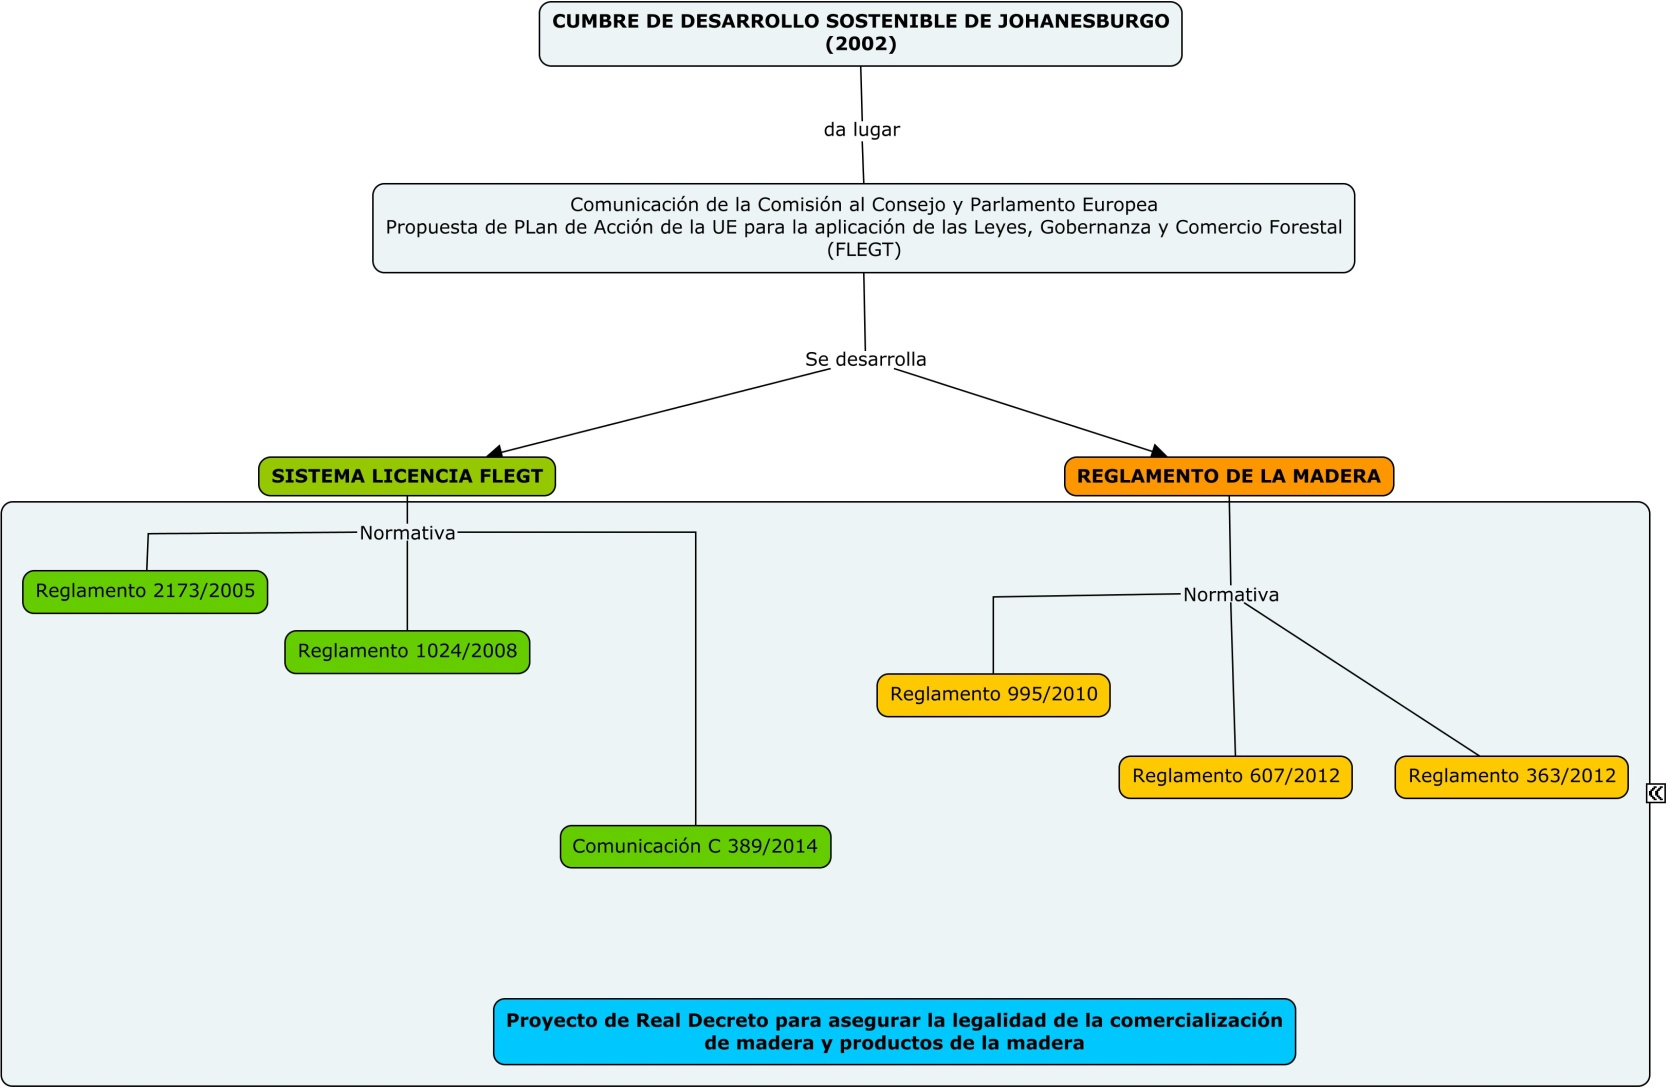 CUMBRE DE DESARROLLO SOSTENIBLE DE JOHANESBURGO
(2002)
da lugar
Comunicación de la Comisión al Consejo y Parlamento Europea
Propuesta de PLan de Acción de la UE para la aplicación de las Leyes, Gobernanza y Comercio Forestal
(FLEGT)
Se desarrolla
SISTEMA LICENCIA FLEGT
REGLAMENTO DE LA MADERA
Normativa
Reglamento 2173/2005
Reglamento 1024/2008
Comunicación C 389/2014
Normativa
Reglamento 995/2010
Reglamento 607/2012
Reglamento 363/2012
Proyecto de Real Decreto para asegurar la legalidad de la comercialización
de madera y productos de la madera